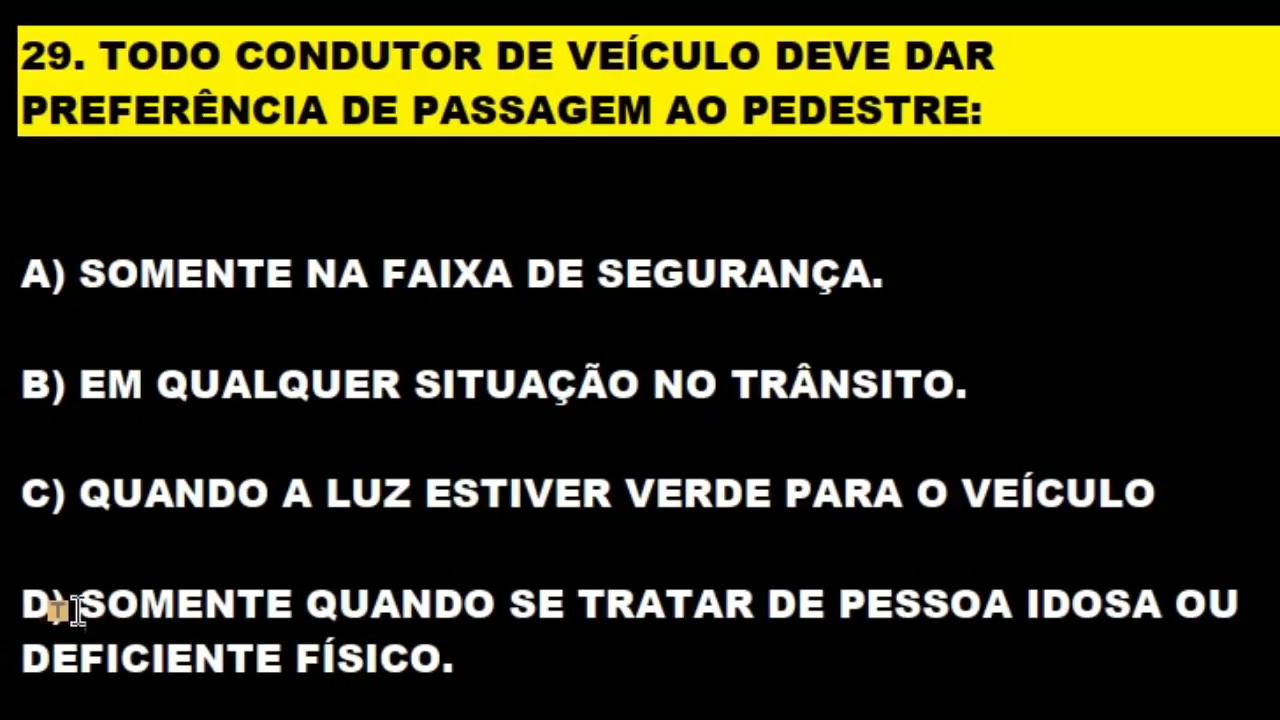 29. TODO CONDUTOR DE VEÍCULO DEVE DAR
PREFERÊNCIA DE PASSAGEM AO PEDESTRE:
A) SOMENTE NA FAIXA DE SEGURANÇA.
B) EM QUALQUER SITUAÇÃO NO TRÂNSITO.
C) QUANDO A LUZ ESTIVER VERDE PARA O VEÍCULO
D) SOMENTE QUANDO SE TRATAR DE PESSOA IDOSA OU
DEFICIENTE FÍSICO.